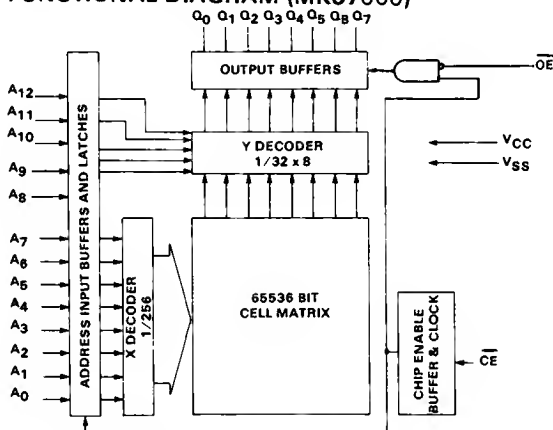 FUNCTIONAL DIAGRAM (MK37000)
Q0 Q1 Q2 Q3 Q4 Q5 Q6 Q7
OUTPUT BUFFERS
OE
A12
A11
A10
A9
A8
A7
A6
A5
A4
A3
A2
A1
A0
ADDRESS INPUT BUFFERS AND LATCHES
Y DECODER
1/32 x 8
VCC
VSS
X DECODER
1/256
65536 BIT
CELL MATRIX
CHIP ENABLE
BUFFER & CLOCK
CE